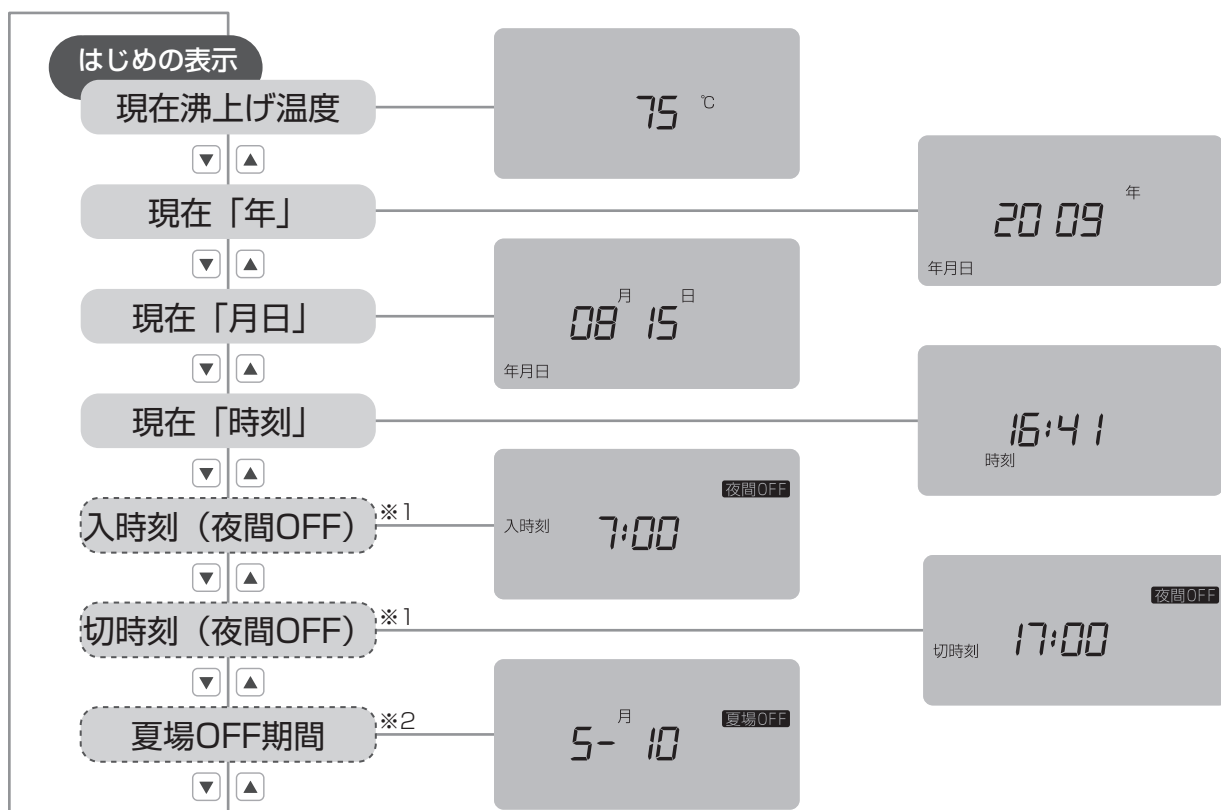 はじめの表示
現在沸上げ温度
75 ℃
▼ ▲
現在「年」
年
20 09
年月日
▼ ▲
現在「月日」
月 日
08 15
年月日
▼ ▲
現在「時刻」
16:41
時刻
▼ ▲
入時刻（夜間OFF）※1
夜間OFF
入時刻 7:00
▼ ▲
切時刻（夜間OFF）※1
夜間OFF
切時刻 17:00
▼ ▲
夏場OFF期間※2
月 夏場OFF
5- 10
▼ ▲